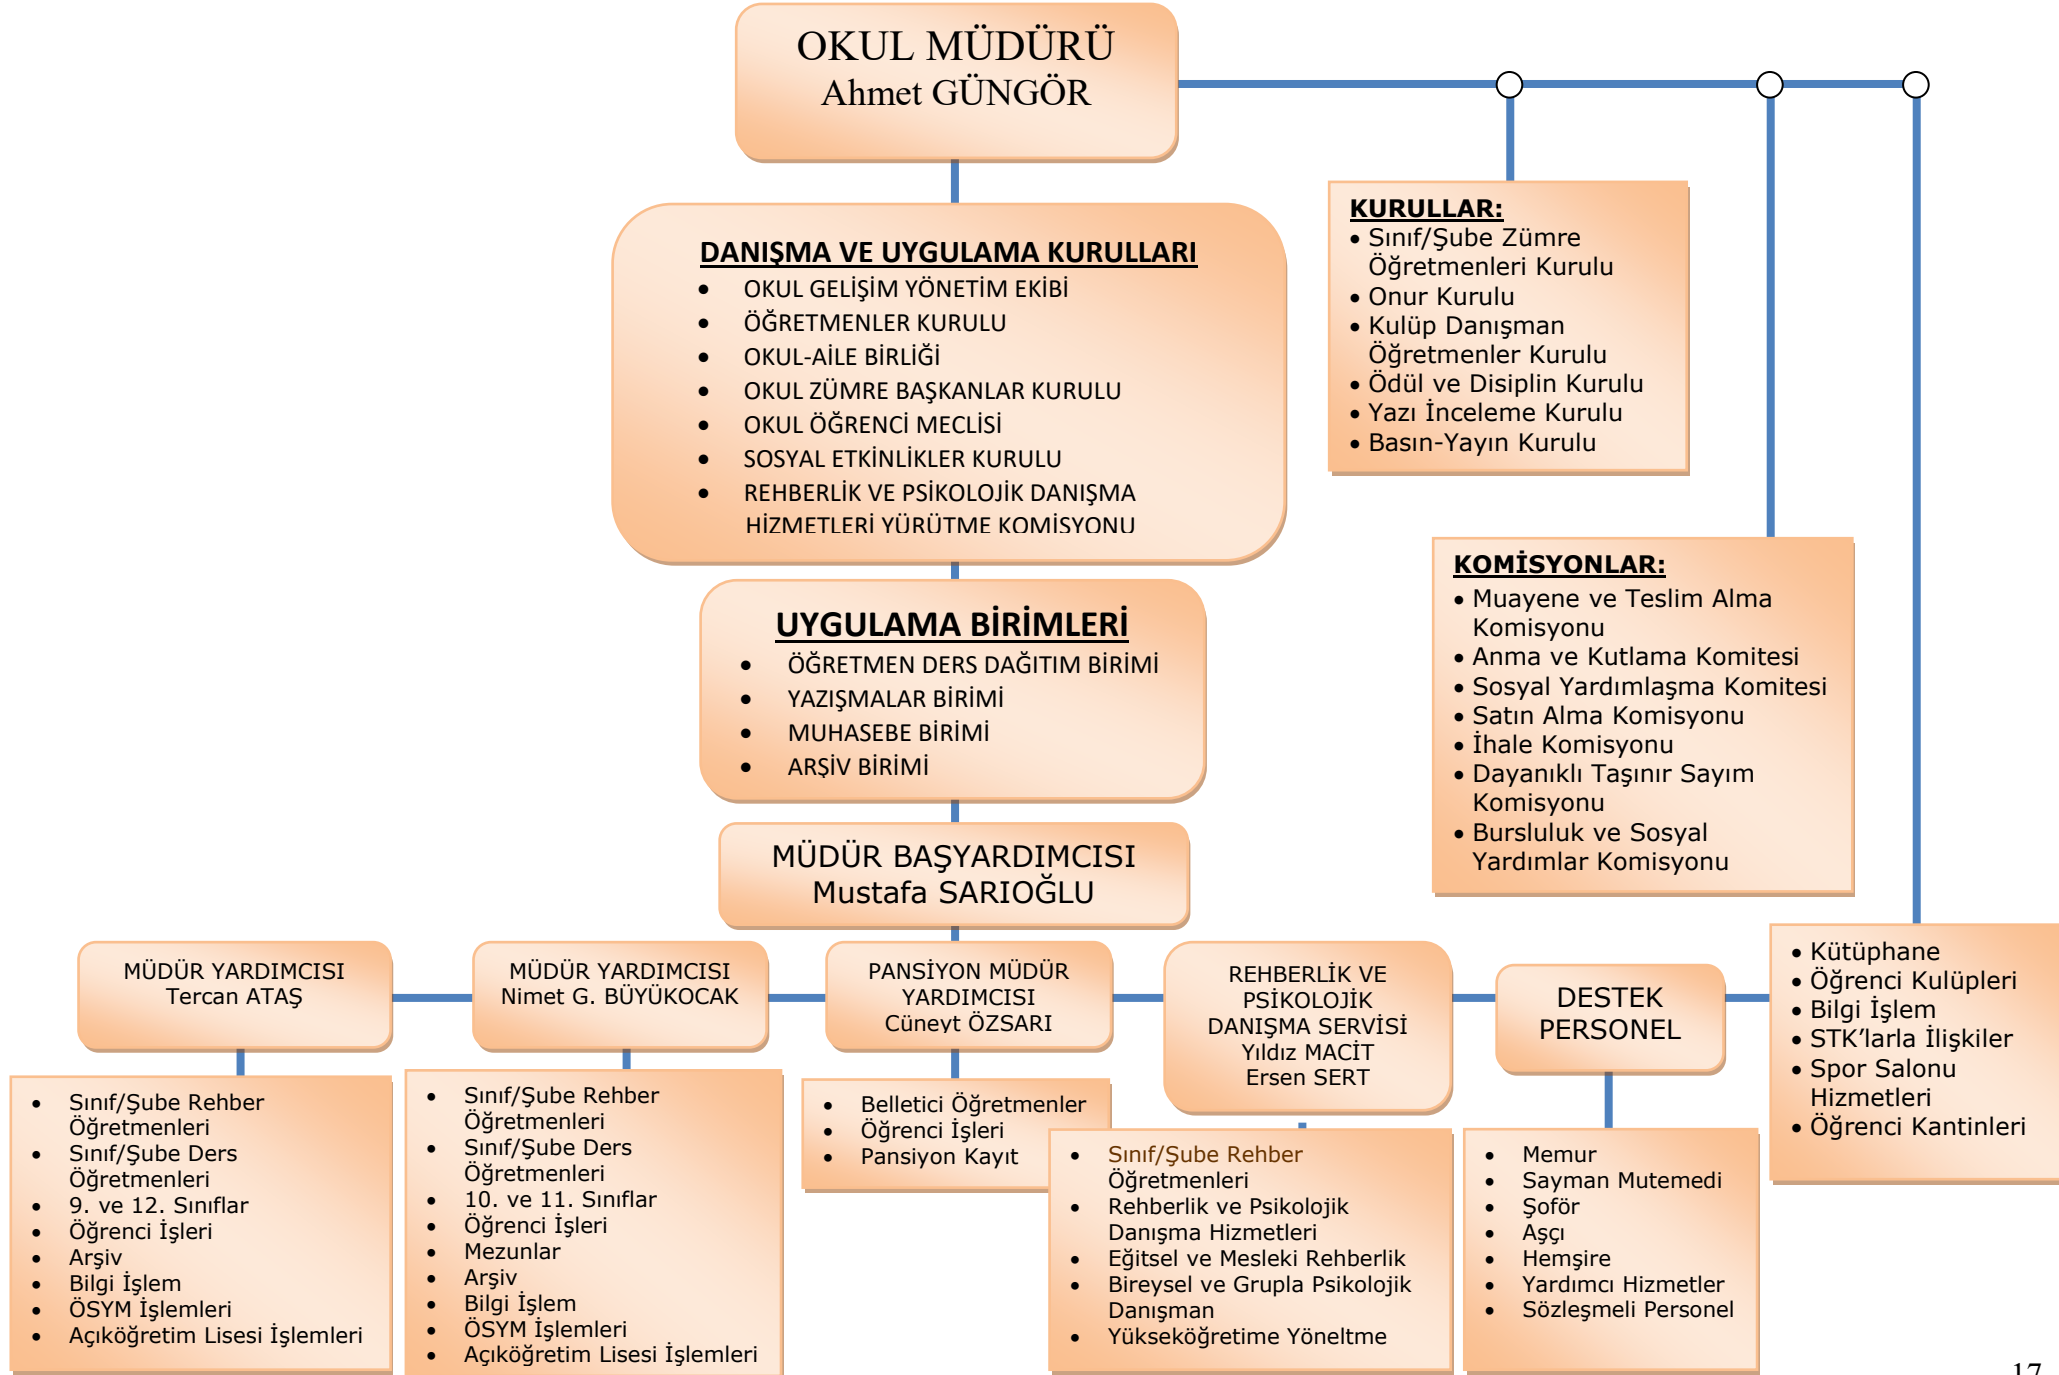 OKUL MÜDÜRÜ
Ahmet GÜNGÖR
DANIŞMA VE UYGULAMA KURULLARI
• OKUL GELİŞİM YÖNETİM EKİBİ
• ÖĞRETMENLER KURULU
• OKUL-AİLE BİRLİĞİ
• OKUL ZÜMRE BAŞKANLAR KURULU
• OKUL ÖĞRENCİ MECLİSİ
• SOSYAL ETKİNLİKLER KURULU
• REHBERLİK VE PSİKOLOJİK DANIŞMA
HİZMETLERİ YÜRÜTME KOMİSYONU
KURULLAR:
• Sınıf/Şube Zümre
Öğretmenleri Kurulu
• Onur Kurulu
• Kulüp Danışman
Öğretmenler Kurulu
• Ödül ve Disiplin Kurulu
• Yazı İnceleme Kurulu
• Basın-Yayın Kurulu
KOMİSYONLAR:
• Muayene ve Teslim Alma
Komisyonu
• Anma ve Kutlama Komitesi
• Sosyal Yardımlaşma Komitesi
• Satın Alma Komisyonu
• İhale Komisyonu
• Dayanıklı Taşınır Sayım
Komisyonu
• Bursluluk ve Sosyal
Yardımlar Komisyonu
UYGULAMA BİRİMLERİ
• ÖĞRETMEN DERS DAĞITIM BİRİMİ
• YAZIŞMALAR BİRİMİ
• MUHASEBE BİRİMİ
• ARŞİV BİRİMİ
MÜDÜR BAŞYARDIMCISI
Mustafa SARIOĞLU
MÜDÜR YARDIMCISI
Tercan ATAŞ
MÜDÜR YARDIMCISI
Nimet G. BÜYÜKOCAK
PANSİYON MÜDÜR
YARDIMCISI
Cüneyt ÖZSARI
REHBERLİK VE
PSİKOLOJİK
DANIŞMA SERVİSİ
Yıldız MACİT
Ersen SERT
DESTEK
PERSONEL
• Kütüphane
• Öğrenci Kulüpleri
• Bilgi İşlem
• STK’larla İlişkiler
• Spor Salonu
Hizmetleri
• Öğrenci Kantinleri
• Sınıf/Şube Rehber
Öğretmenleri
• Sınıf/Şube Ders
Öğretmenleri
• 9. ve 12. Sınıflar
• Öğrenci İşleri
• Arşiv
• Bilgi İşlem
• ÖSYM İşlemleri
• Açıköğretim Lisesi İşlemleri
• Sınıf/Şube Rehber
Öğretmenleri
• Sınıf/Şube Ders
Öğretmenleri
• 10. ve 11. Sınıflar
• Öğrenci İşleri
• Mezunlar
• Arşiv
• Bilgi İşlem
• ÖSYM İşlemleri
• Açıköğretim Lisesi İşlemleri
• Belletici Öğretmenler
• Öğrenci İşleri
• Pansiyon Kayıt
• Sınıf/Şube Rehber
Öğretmenleri
• Rehberlik ve Psikolojik
Danışma Hizmetleri
• Eğitsel ve Mesleki Rehberlik
• Bireysel ve Grupla Psikolojik
Danışman
• Yükseköğretime Yöneltme
• Memur
• Sayman Mutemedi
• Şoför
• Aşçı
• Hemşire
• Yardımcı Hizmetler
• Sözleşmeli Personel
17